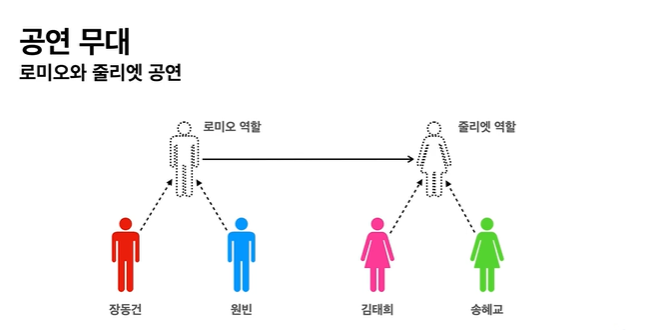 공연 무대
로미오와 줄리엣 공연
로미오 역할
줄리엣 역할
장동건
원빈
김태희
송혜교